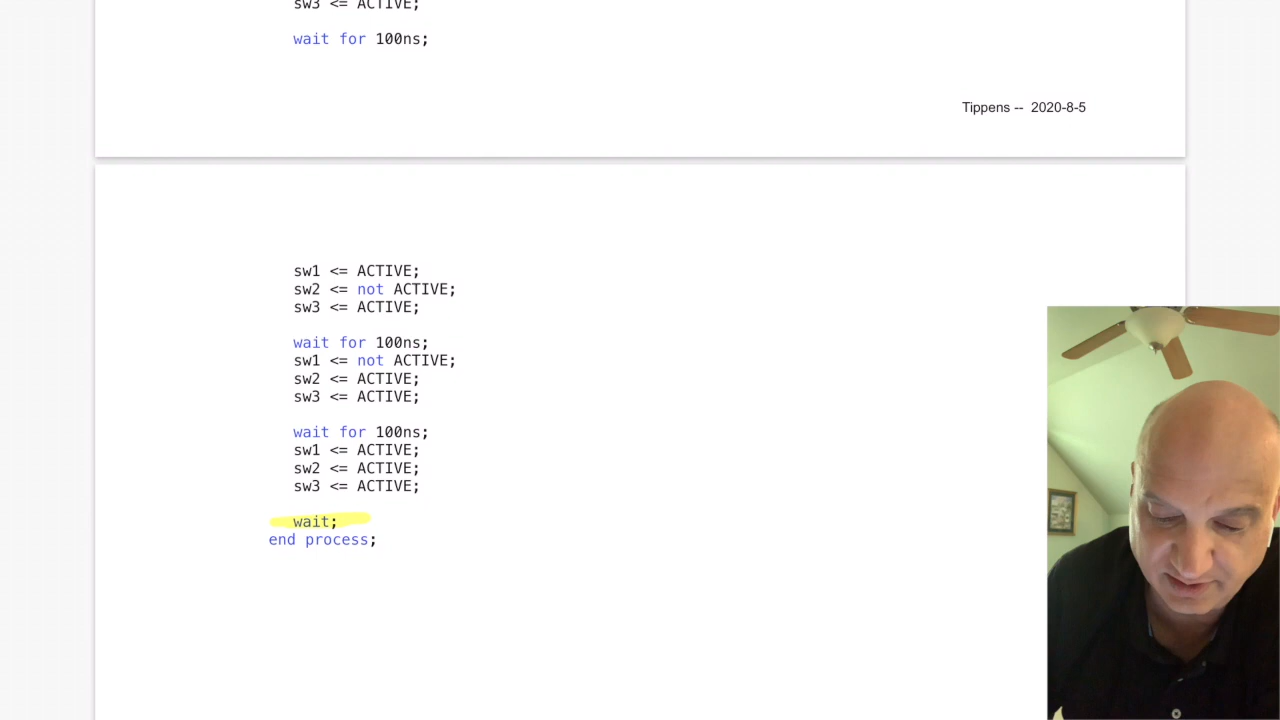 sw3 <= ACTIVE;
wait for 100ns;
Tippens -- 2020-8-5
sw1 <= ACTIVE;
sw2 <= not ACTIVE;
sw3 <= ACTIVE;
wait for 100ns;
sw1 <= not ACTIVE;
sw2 <= ACTIVE;
sw3 <= ACTIVE;
wait for 100ns;
sw1 <= ACTIVE;
sw2 <= ACTIVE;
sw3 <= ACTIVE;
wait;
end process;